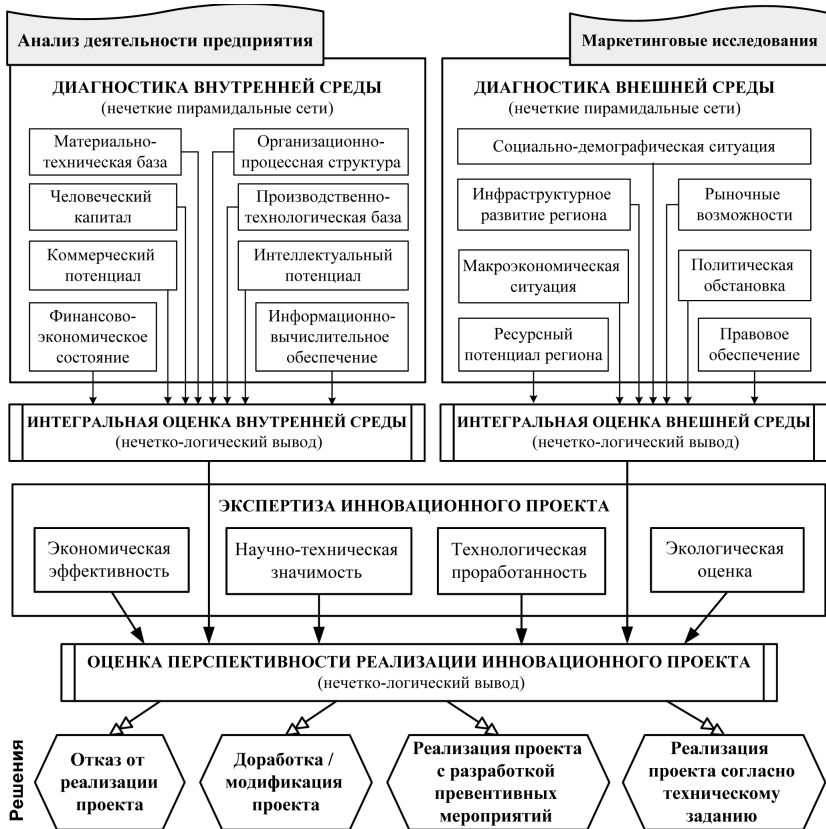 Анализ деятельности предприятия
Маркетинговые исследования
ДИАГНОСТИКА ВНУТРЕННЕЙ СРЕДЫ
(нечеткие пирамидальные сети)
Материально-
техническая база
Организационно-
процессная структура
Человеческий
капитал
Производственно-
технологическая база
Коммерческий
потенциал
Интеллектуальный
потенциал
Финансово-
экономическое
состояние
Информационно-
вычислительное
обеспечение
ДИАГНОСТИКА ВНЕШНЕЙ СРЕДЫ
(нечеткие пирамидальные сети)
Социально-демографическая ситуация
Инфраструктурное
развитие региона
Рыночные
возможности
Макроэкономическая
ситуация
Политическая
обстановка
Ресурсный
потенциал региона
Правовое
обеспечение
ИНТЕГРАЛЬНАЯ ОЦЕНКА ВНУТРЕННЕЙ СРЕДЫ
(нечетко-логический вывод)
ИНТЕГРАЛЬНАЯ ОЦЕНКА ВНЕШНЕЙ СРЕДЫ
(нечетко-логический вывод)
ЭКСПЕРТИЗА ИННОВАЦИОННОГО ПРОЕКТА
Экономическая
эффективность
Научно-техническая
значимость
Технологическая
проработанность
Экологическая
оценка
ОЦЕНКА ПЕРСПЕКТИВНОСТИ РЕАЛИЗАЦИИ ИННОВАЦИОННОГО ПРОЕКТА
(нечетко-логический вывод)
Решения
Отказ от
реализации
проекта
Доработка /
модификация
проекта
Реализация проекта
с разработкой
превентивных
мероприятий
Реализация
проекта согласно
техническому
заданию